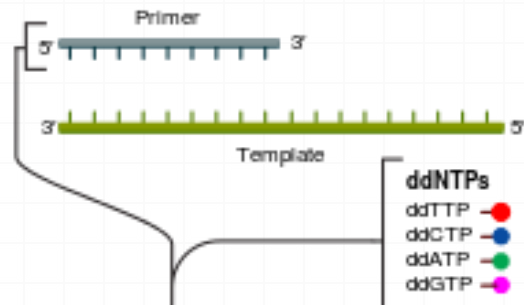 Primer
5' 3'
3' 5'
Template
ddNTPs
ddTTP
ddCTP
ddATP
ddGTP